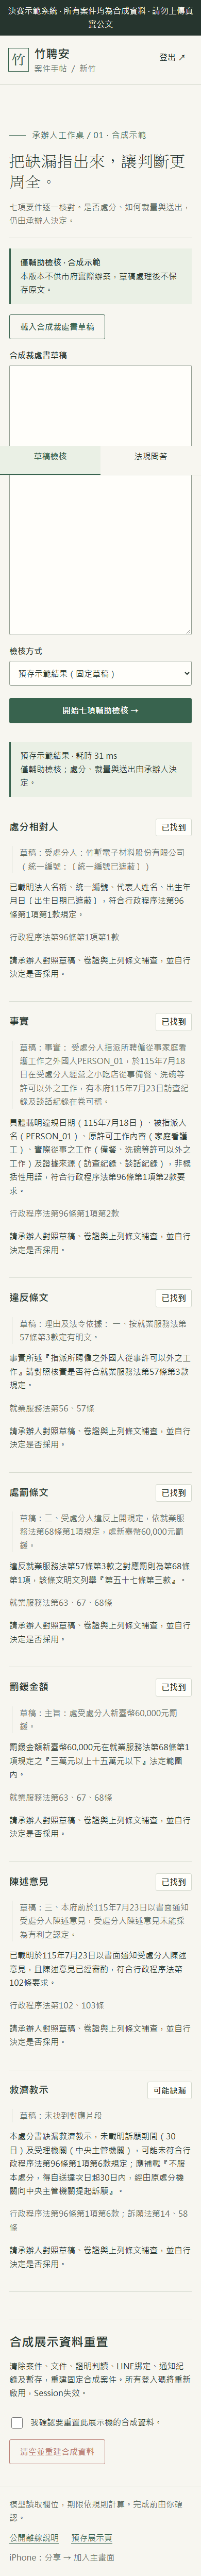 決賽示範系統 · 所有案件均為合成資料 · 請勿上傳真
實公文
竹
竹聘安
案件手帖 / 新竹
登出 ↗
承辦人工作桌 / 01 · 合成示範
把缺漏指出來，讓判斷更
周全。
七項要件逐一核對。是否處分、如何裁量與送出，
仍由承辦人決定。
僅輔助檢核 · 合成示範
本版本不供市府實際辦案，草稿處理後不保
存原文。
載入合成裁處書草稿
合成裁處書草稿
草稿檢核
法規問答
檢核方式
預存示範結果（固定草稿）
開始七項輔助檢核 →
預存示範結果 · 耗時 31 ms
僅輔助檢核；處分、裁量與送出由承辦人決
定。
處分相對人
已找到
草稿：受處分人：竹塹電子材料股份有限公司
（統一編號：〔統一編號已遮蔽〕）
已載明法人名稱、統一編號、代表人姓名、出生年
月日〔出生日期已遮蔽〕，符合行政程序法第96
條第1項第1款規定。
行政程序法第96條第1項第1款
請承辦人對照草稿、卷證與上列條文補查，並自行
決定是否採用。
事實
已找到
草稿：事實： 受處分人指派所聘僱從事家庭看
護工作之外國人PERSON_01，於115年7月18
日在受處分人經營之小吃店從事備餐、洗碗等
許可以外之工作，有本府115年7月23日訪查紀
錄及談話紀錄在卷可稽。
具體載明違規日期（115年7月18日）、被指派人
名（PERSON_01）、原許可工作內容（家庭看護
工）、實際從事之工作（備餐、洗碗等許可以外之
工作）及證據來源（訪查紀錄、談話紀錄），非概
括性用語，符合行政程序法第96條第1項第2款要
求。
行政程序法第96條第1項第2款
請承辦人對照草稿、卷證與上列條文補查，並自行
決定是否採用。
違反條文
已找到
草稿：理由及法令依據： 一、按就業服務法第
57條第3款定有明文。
事實所述『指派所聘僱之外國人從事許可以外之工
作』請對照核實是否符合就業服務法第57條第3款
規定。
就業服務法第56、57條
請承辦人對照草稿、卷證與上列條文補查，並自行
決定是否採用。
處罰條文
已找到
草稿：二、受處分人違反上開規定，依就業服
務法第68條第1項規定，處新臺幣60,000元罰
鍰。
違反就業服務法第57條第3款之對應罰則為第68條
第1項，該條文明文列舉『第五十七條第三款』。
就業服務法第63、67、68條
請承辦人對照草稿、卷證與上列條文補查，並自行
決定是否採用。
罰鍰金額
已找到
草稿：主旨：處受處分人新臺幣60,000元罰
鍰。
罰鍰金額新臺幣60,000元在就業服務法第68條第1
項規定之『三萬元以上十五萬元以下』法定範圍
內。
就業服務法第63、67、68條
請承辦人對照草稿、卷證與上列條文補查，並自行
決定是否採用。
陳述意見
已找到
草稿：三、本府前於115年7月23日以書面通知
受處分人陳述意見，受處分人陳述意見未能採
為有利之認定。
已載明於115年7月23日以書面通知受處分人陳述
意見，且陳述意見已經審酌，符合行政程序法第
102條要求。
行政程序法第102、103條
請承辦人對照草稿、卷證與上列條文補查，並自行
決定是否採用。
救濟教示
可能缺漏
草稿：未找到對應片段
本處分書缺漏救濟教示，未載明訴願期間（30
日）及受理機關（中央主管機關），可能未符合行
政程序法第96條第1項第6款規定；應補載『不服
本處分，得自送達次日起30日內，經由原處分機
關向中央主管機關提起訴願』。
行政程序法第96條第1項第6款；訴願法第14、58
條
請承辦人對照草稿、卷證與上列條文補查，並自行
決定是否採用。
合成展示資料重置
清除案件、文件、證明判讀、LINE綁定、通知紀
錄及暫存，重建固定合成案件。所有登入碼將重新
啟用，Session失效。
我確認要重置此展示機的合成資料。
清空並重建合成資料
模型讀取欄位，期限依規則計算。完成前由你確
認。
公開離線說明
預存展示頁
iPhone：分享 → 加入主畫面